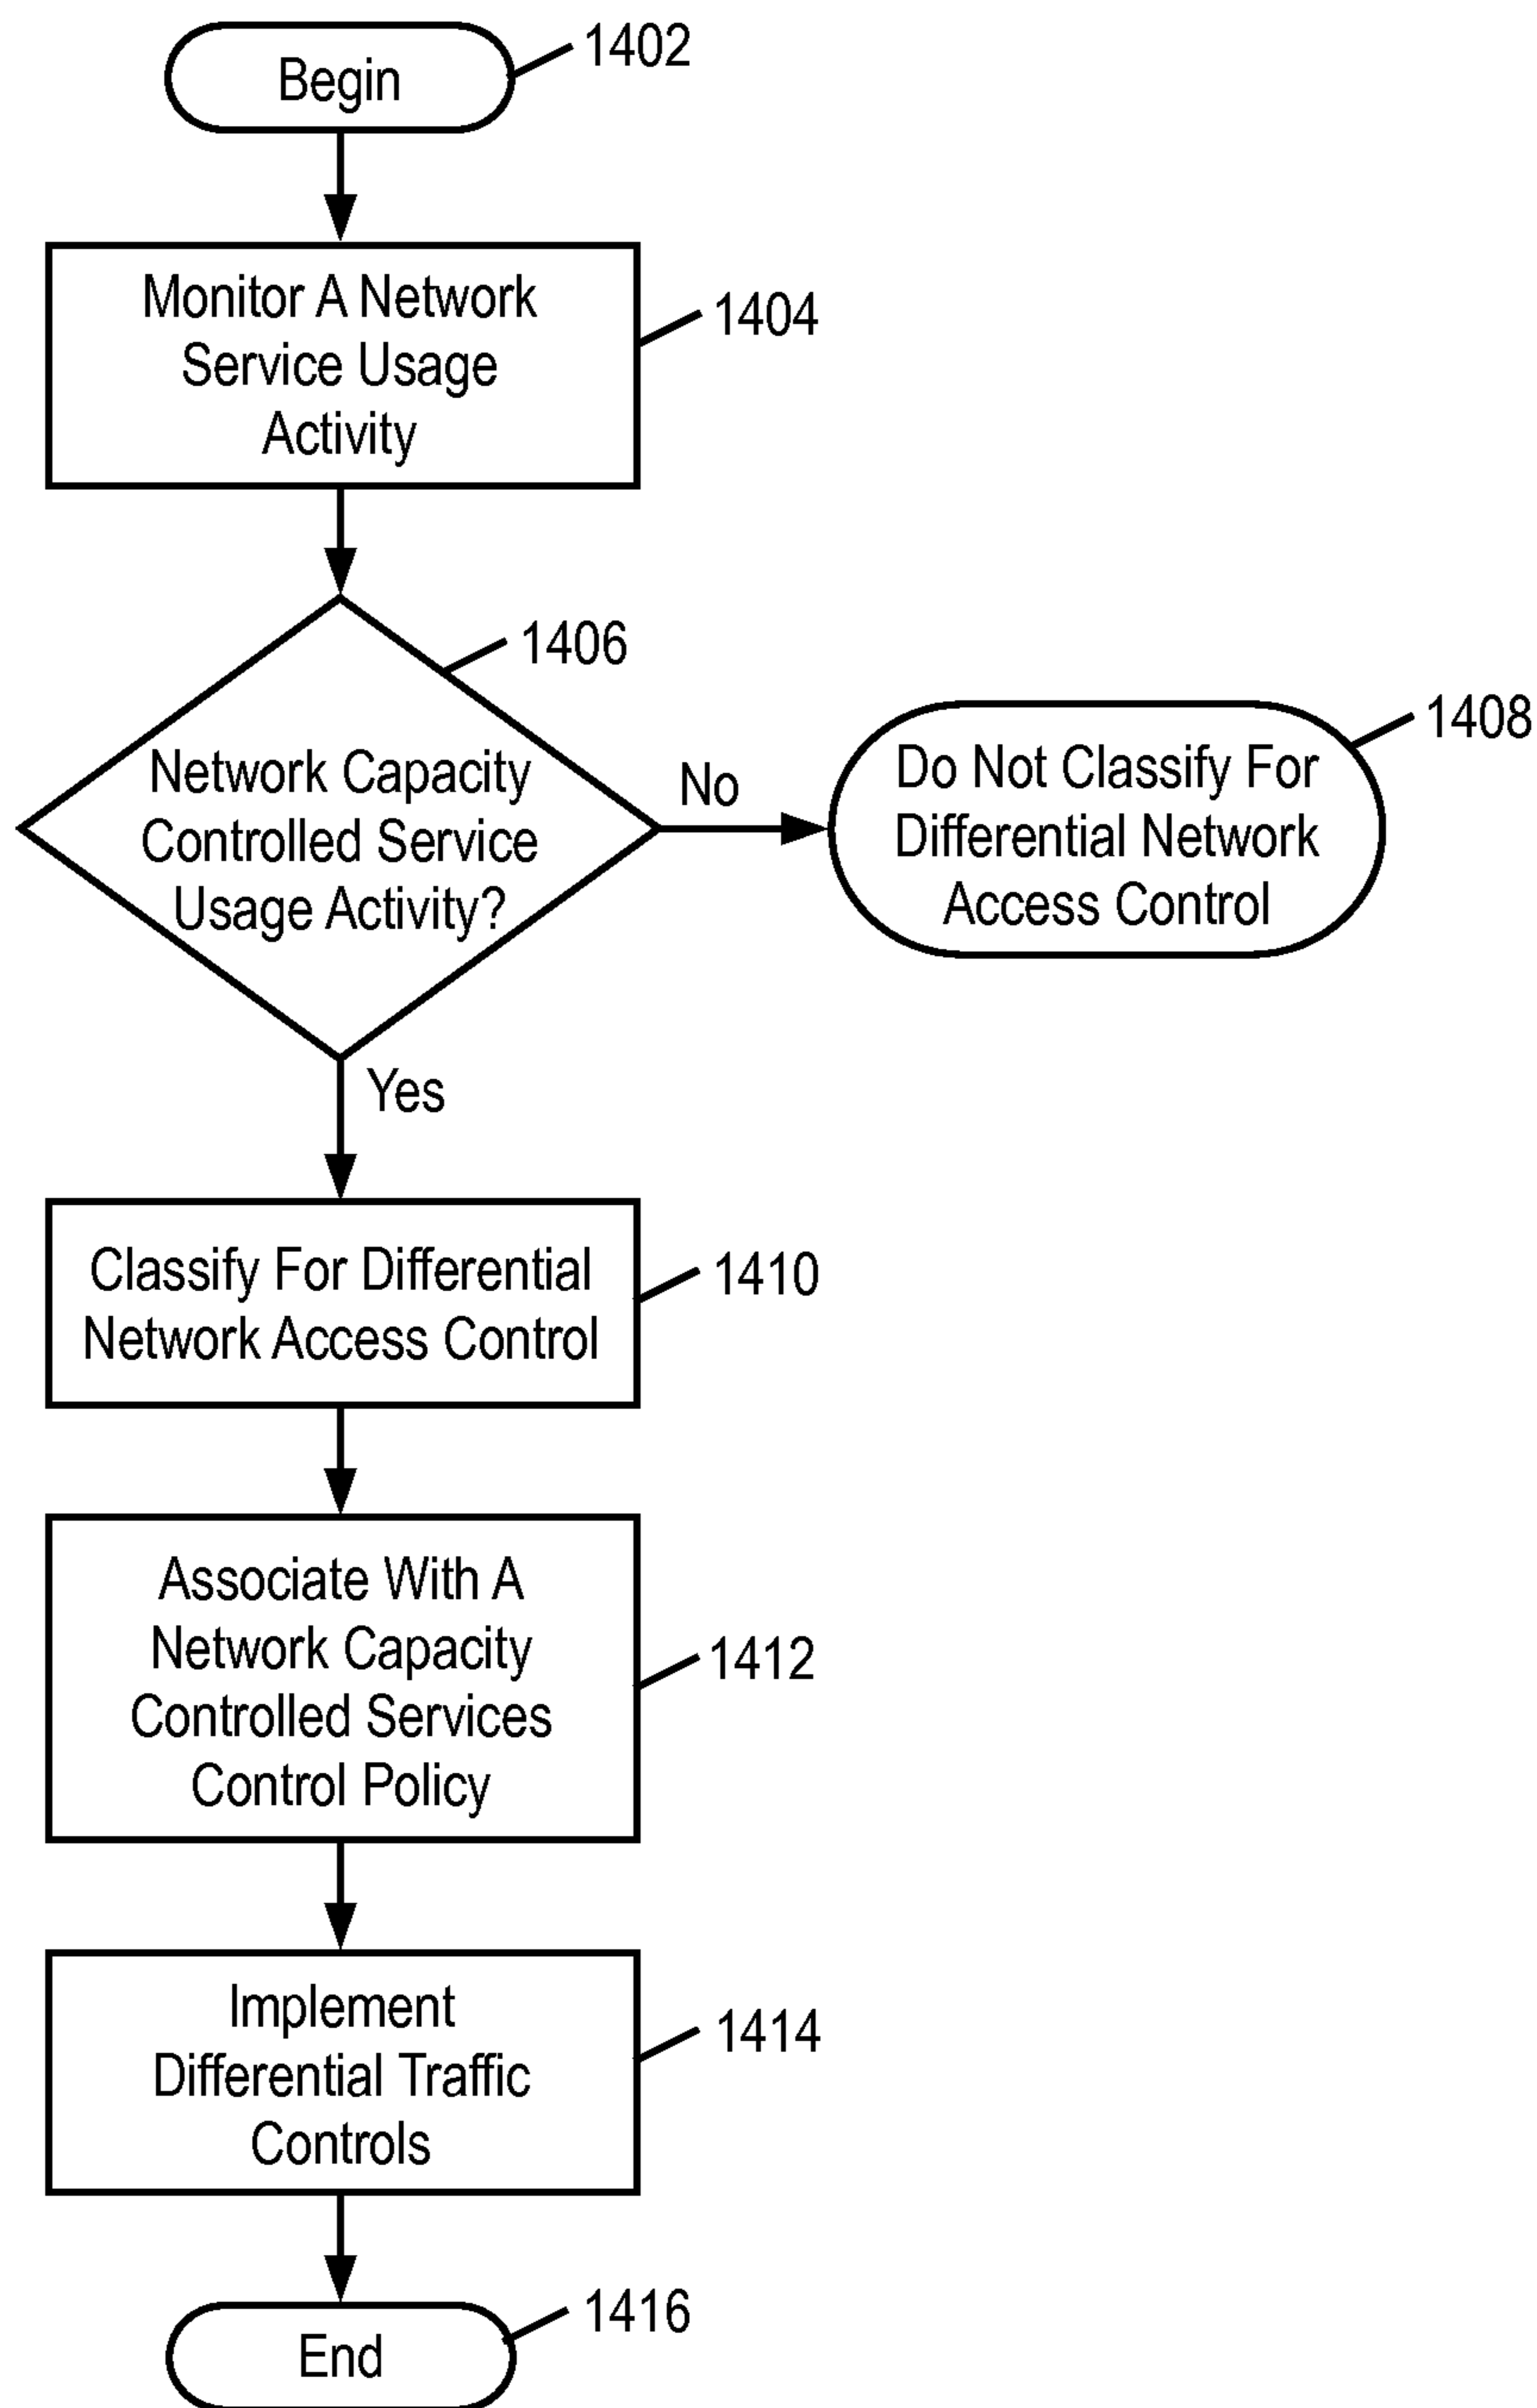 Begin
1402
Monitor A Network
Service Usage
Activity
1404
1406
Network Capacity
Controlled Service
Usage Activity?
No
Do Not Classify For
Differential Network
Access Control
1408
Yes
Classify For Differential
Network Access Control
1410
Associate With A
Network Capacity
Controlled Services
Control Policy
1412
Implement
Differential Traffic
Controls
1414
End
1416